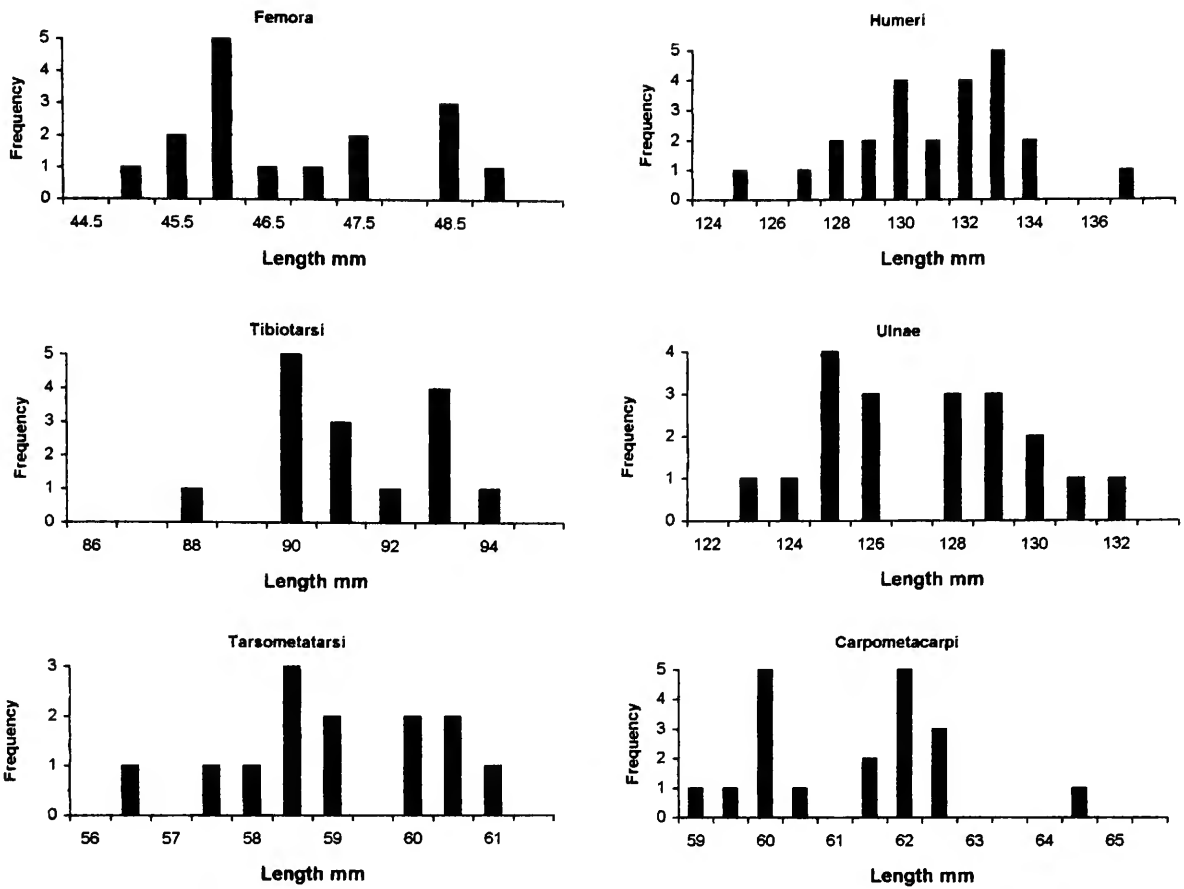 Femora
5
4
3
2
1
0
Frequency
44.5 45.5 46.5 47.5 48.5
Length mm
Humeri
5
4
3
2
1
0
Frequency
124 126 128 130 132 134 136
Length mm
Tibiotarsi
5
4
3
2
1
0
Frequency
86 88 90 92 94
Length mm
Ulnae
4
3
2
1
0
Frequency
122 124 126 128 130 132
Length mm
Tarsometatarsi
3
2
1
0
Frequency
56 57 58 59 60 61
Length mm
Carpometacarpi
5
4
3
2
1
0
Frequency
59 60 61 62 63 64 65
Length mm